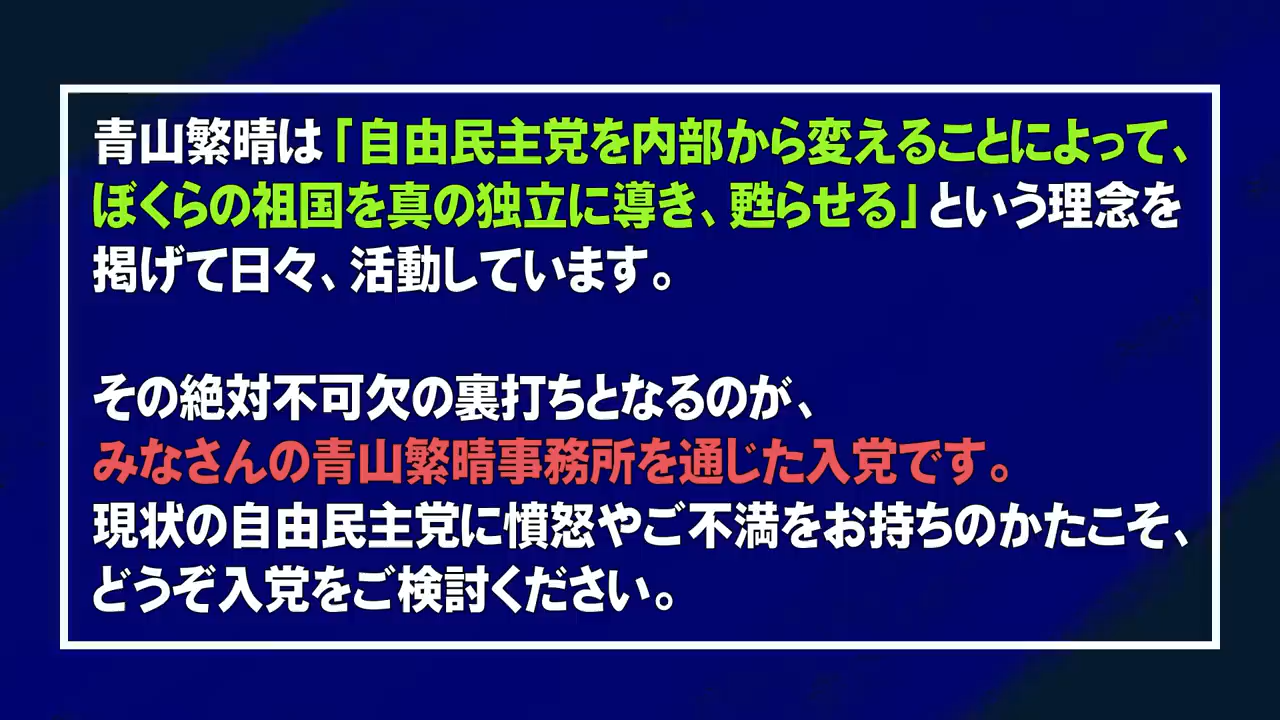 青山繁晴は「自由民主党を内部から変えることによって、
ぼくらの祖国を真の独立に導き、甦らせる」という理念を
掲げて日々、活動しています。
その絶対不可欠の裏打ちとなるのが、
みなさんの青山繁晴事務所を通じた入党です。
現状の自由民主党に憤怒やご不満をお持ちのかたこそ、
どうぞ入党をご検討ください。